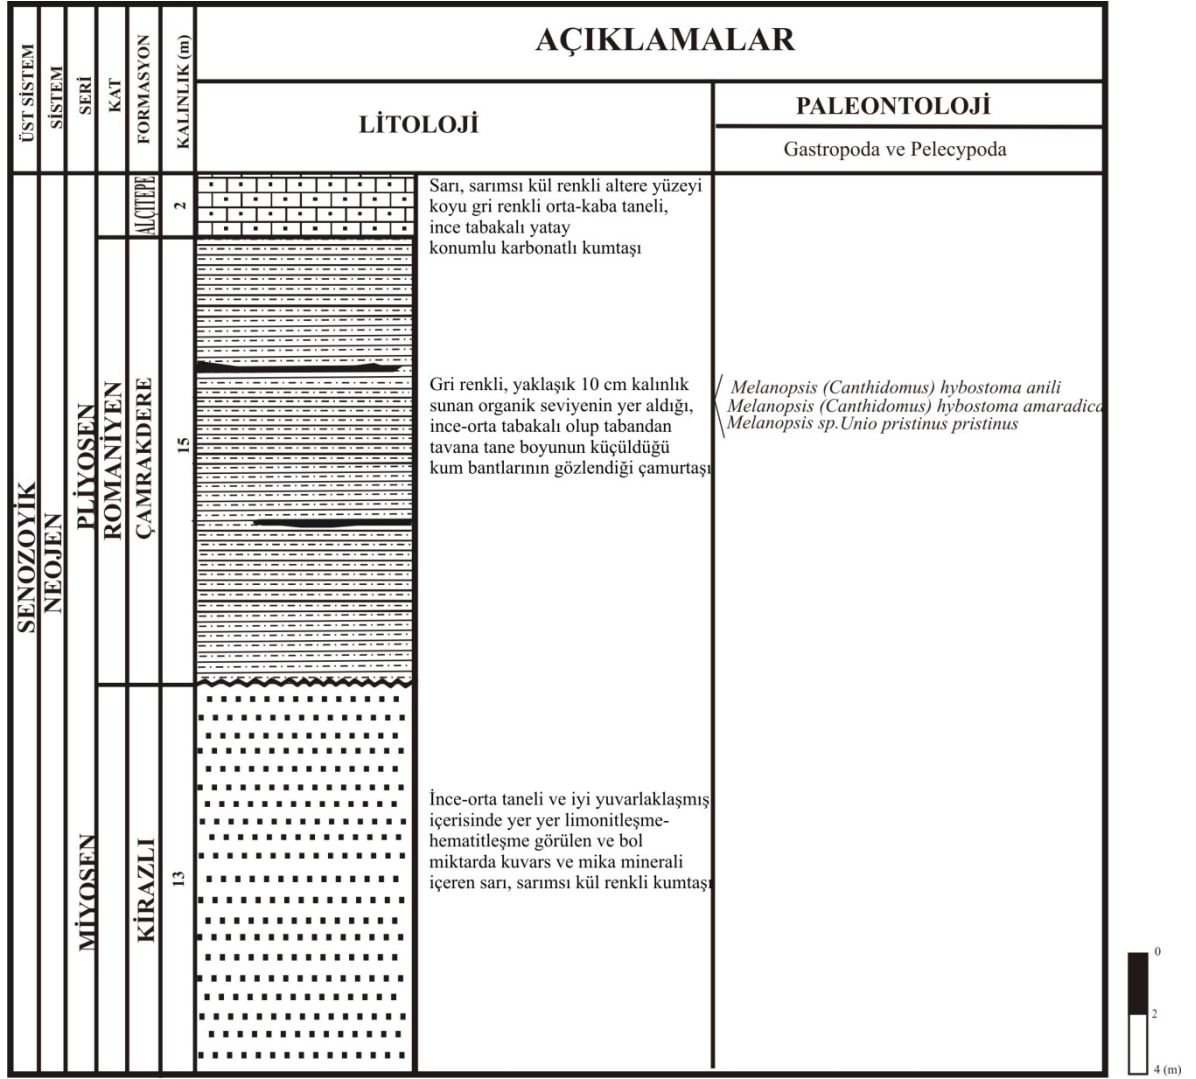 AÇIKLAMALAR
ÜST SİSTEM
SİSTEM
SERİ
KAT
FORMASYON
KALINLIK (m)
LİTOLOJİ
PALEONTOLOJİ
Gastropoda ve Pelecypoda
SENOZOYİK
NEOJEN
PLİYOSEN
ROMANİYEN
ALÇITEPE
2
Sarı, sarımsı kül renkli altere yüzeyi
koyu gri renkli orta-kaba taneli,
ince tabakalı yatay
konumlu karbonatlı kumtaşı
ÇAMRAKDERE
15
Gri renkli, yaklaşık 10 cm kalınlık
sunan organik seviyenin yer aldığı,
ince-orta tabakalı olup tabandan
tavana tane boyunun küçüldüğü
kum bantlarının gözlendiği çamurtaşı
Melanopsis (Canthidomus) hybostoma anili
Melanopsis (Canthidomus) hybostoma amaradica
Melanopsis sp.Unio pristinus pristinus
MİYOSEN
KİRAZLI
13
İnce-orta taneli ve iyi yuvarlaklaşmış
içerisinde yer yer limonitleşme-
hematitleşme görülen ve bol
miktarda kuvars ve mika minerali
içeren sarı, sarımsı kül renkli kumtaşı
0
2
4 (m)